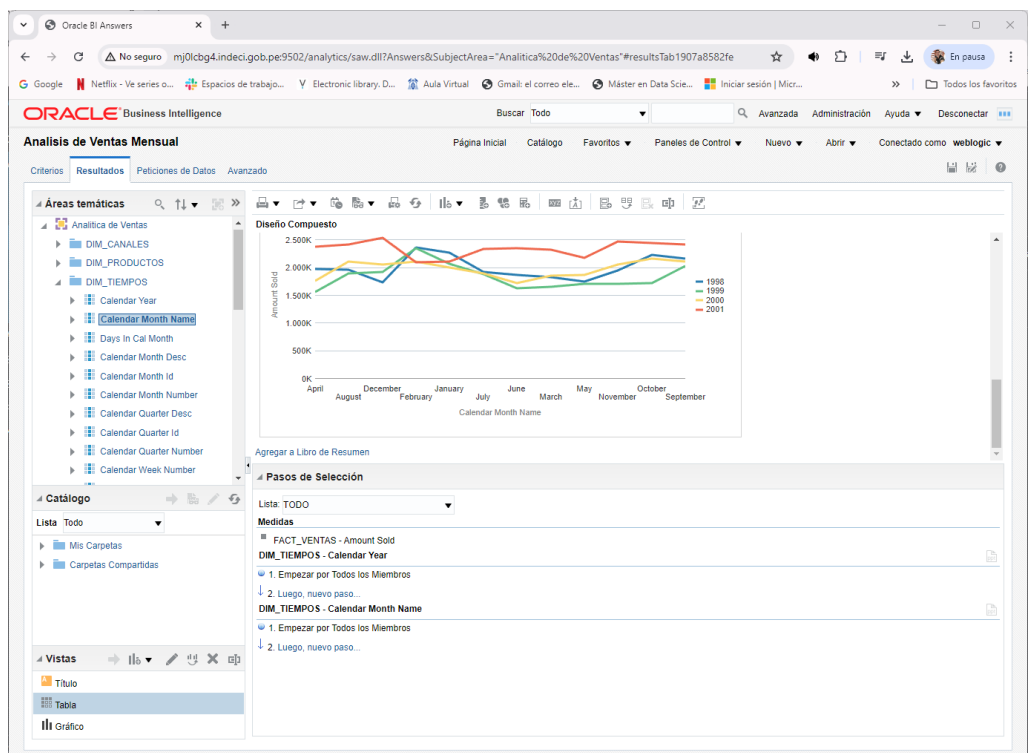 Oracle BI Answers
No seguro mj0lcbg4.indeci.gob.pe:9502/analytics/saw.dll?Answers&SubjectArea="Analitica%20de%20Ventas"#resultsTab1907a8582fe
En pausa
Google Netflix - Ve series o... Espacios de trabajo... Electronic library. D... Aula Virtual Gmail: el correo ele... Máster en Data Scie... Iniciar sesión | Micr... Todos los favoritos
ORACLE Business Intelligence Buscar Todo Avanzada Administración Ayuda Desconectar
Analisis de Ventas Mensual Página Inicial Catálogo Favoritos Paneles de Control Nuevo Abrir Conectado como weblogic
Criterios Resultados Peticiones de Datos Avanzado
Áreas temáticas
Analitica de Ventas
DIM_CANALES
DIM_PRODUCTOS
DIM_TIEMPOS
Calendar Year
Calendar Month Name
Days In Cal Month
Calendar Month Desc
Calendar Month Id
Calendar Month Number
Calendar Quarter Desc
Calendar Quarter Id
Calendar Quarter Number
Calendar Week Number
Catálogo
Lista Todo
Mis Carpetas
Carpetas Compartidas
Vistas
Título
Tabla
Gráfico
Diseño Compuesto
2.500K
2.000K
1.500K
1.000K
500K
0K
Amount Sold
April August December February January July June March May November October September
Calendar Month Name
1998
1999
2000
2001
Agregar a Libro de Resumen
Pasos de Selección
Lista: TODO
Medidas
FACT_VENTAS - Amount Sold
DIM_TIEMPOS - Calendar Year
1. Empezar por Todos los Miembros
2. Luego, nuevo paso...
DIM_TIEMPOS - Calendar Month Name
1. Empezar por Todos los Miembros
2. Luego, nuevo paso...